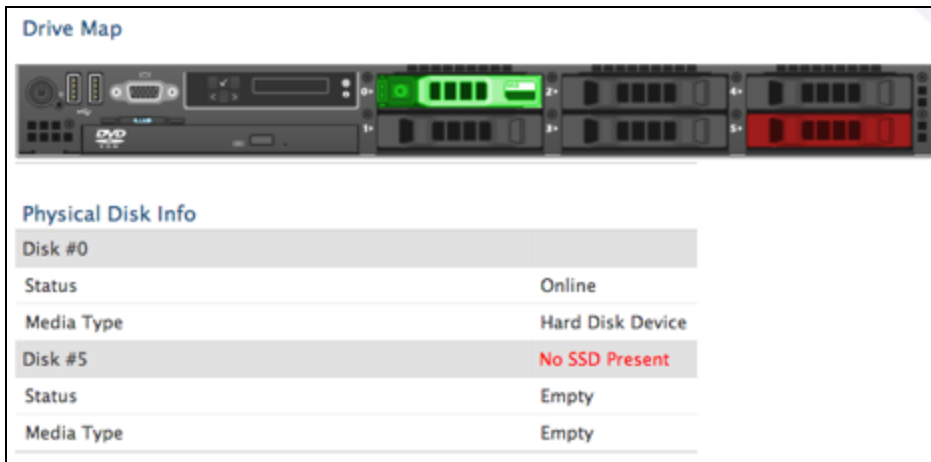 Drive Map
0 2 4
1 3 5
DVD
ROM
Physical Disk Info
Disk #0
Status Online
Media Type Hard Disk Device
Disk #5 No SSD Present
Status Empty
Media Type Empty